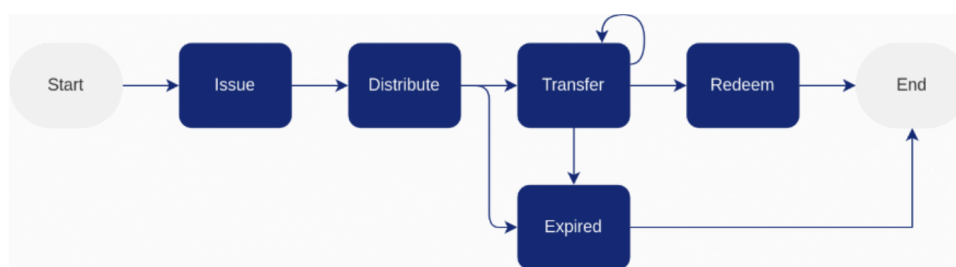 Start
Issue
Distribute
Transfer
Redeem
End
Expired